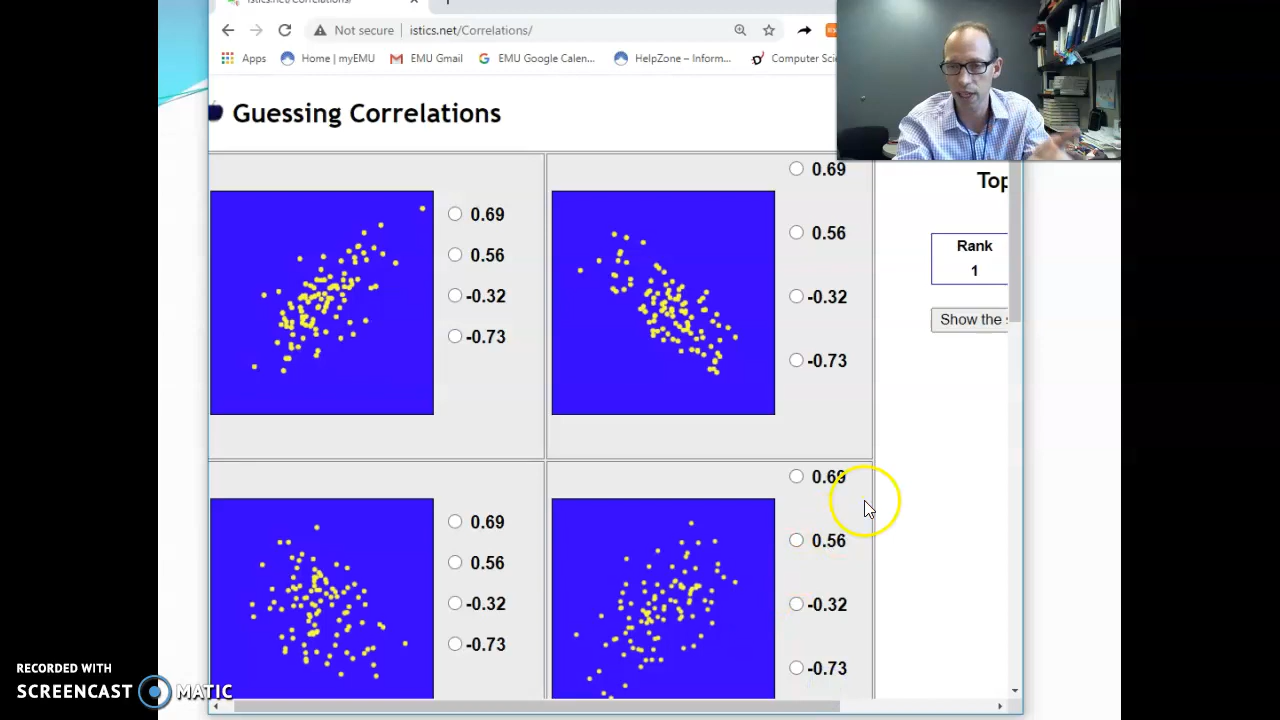 istics.net/Correlations/
Not secure istics.net/Correlations/
Apps Home | myEMU EMU Gmail EMU Google Calen... HelpZone – Inform... Computer Sci
Guessing Correlations
0.69
0.56
-0.32
-0.73
0.69
0.56
-0.32
-0.73
Top
Rank
1
Show the s
0.69
0.56
-0.32
-0.73
0.69
0.56
-0.32
-0.73
RECORDED WITH
SCREENCAST MATIC